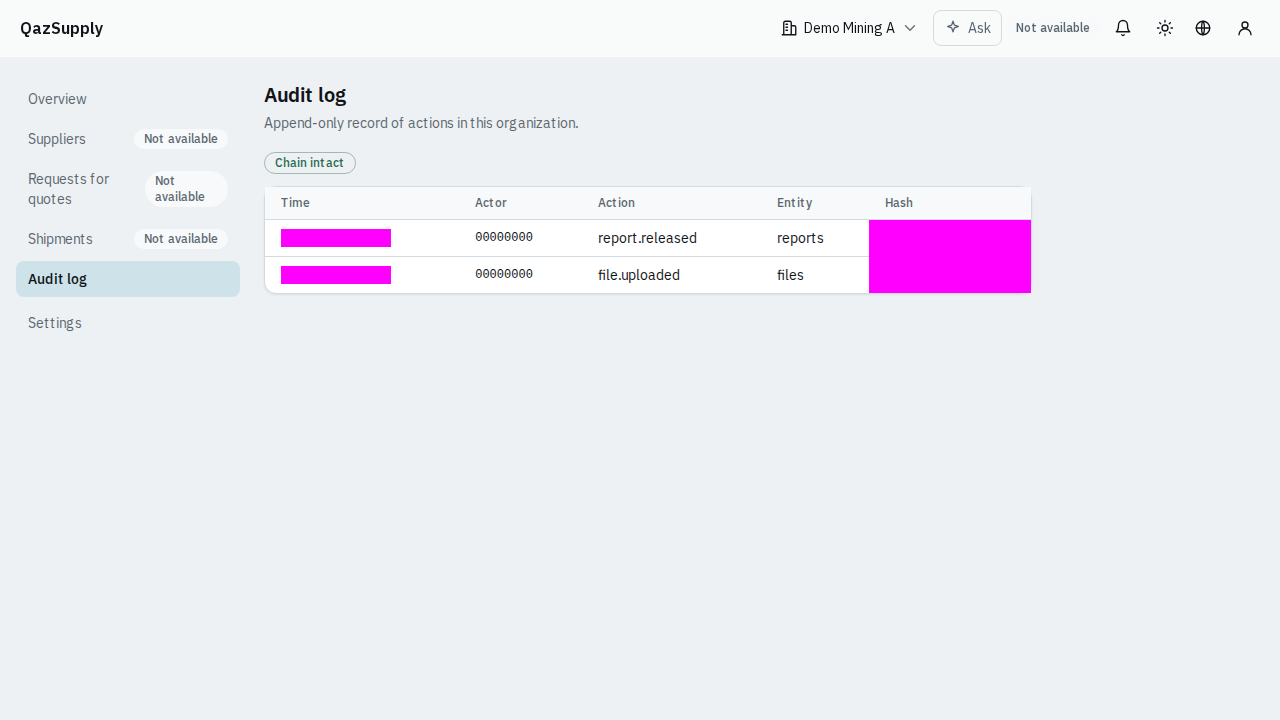 QazSupply
Demo Mining A
Ask
Not available
Overview
Suppliers
Not available
Requests for
quotes
Not
available
Shipments
Not available
Audit log
Settings
Audit log
Append-only record of actions in this organization.
Chain intact
Time Actor Action Entity Hash
00000000 report.released reports
00000000 file.uploaded files